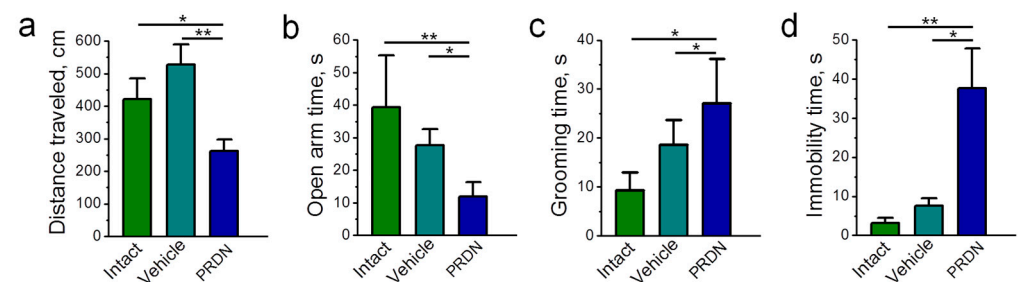 a
*
**
Distance traveled, cm
600
500
400
300
200
100
0
Intact
Vehicle
PRDN
b
**
*
Open arm time, s
60
50
40
30
20
10
0
Intact
Vehicle
PRDN
c
*
*
Grooming time, s
40
30
20
10
0
Intact
Vehicle
PRDN
d
**
*
Immobility time, s
50
40
30
20
10
0
Intact
Vehicle
PRDN